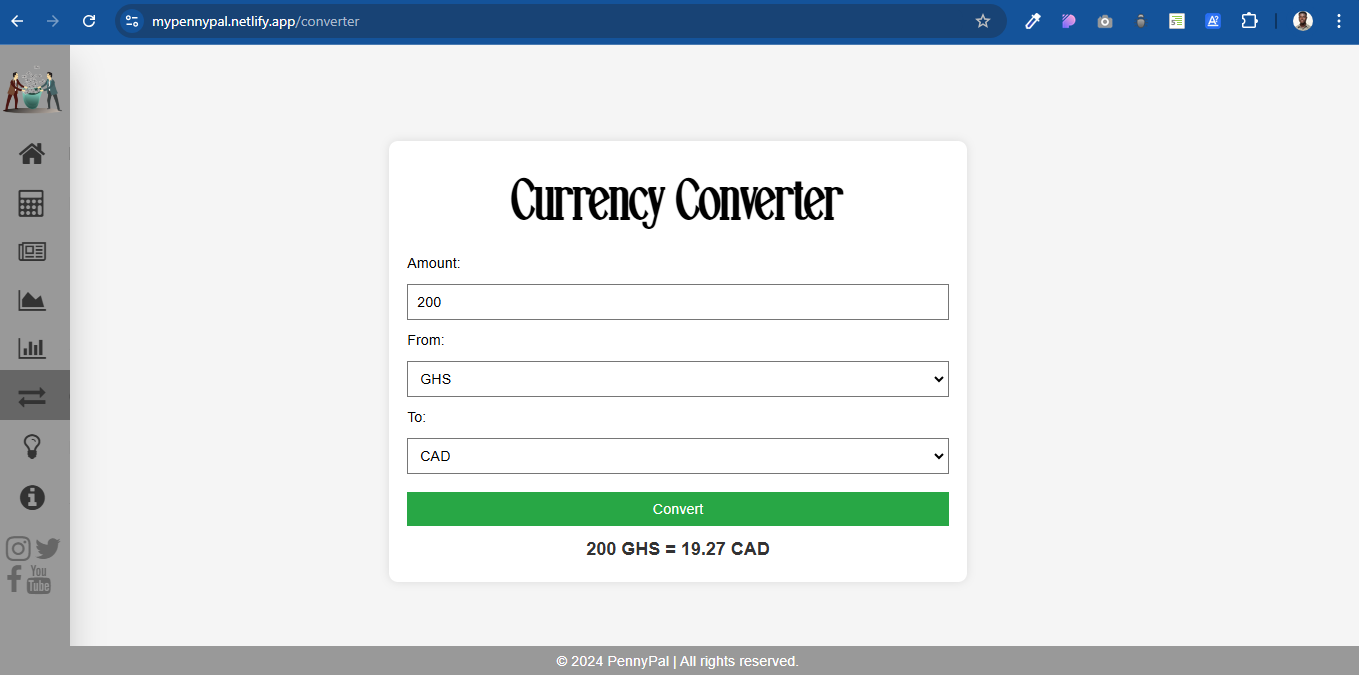 mypennypal.netlify.app/converter
Currency Converter
Amount:
200
From:
GHS
To:
CAD
Convert
200 GHS = 19.27 CAD
You
Tube
© 2024 PennyPal | All rights reserved.